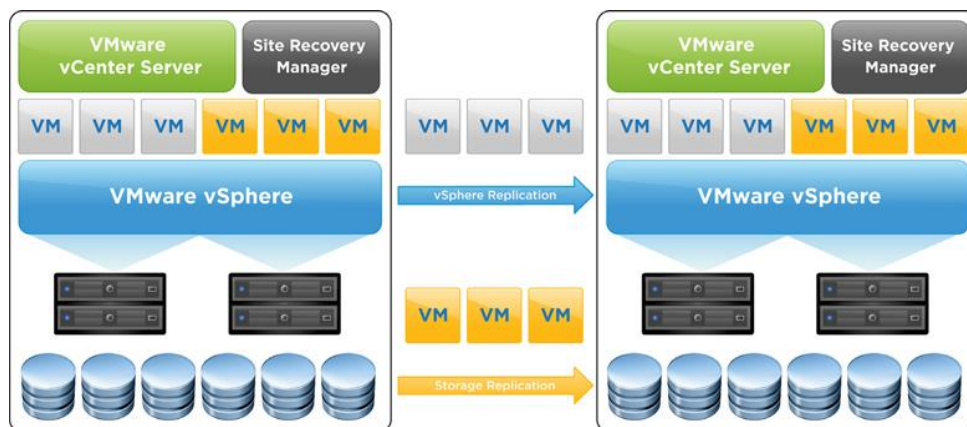 VMware
vCenter Server
Site Recovery
Manager
VM VM VM VM VM VM
VMware vSphere
VM VM VM
vSphere Replication
VM VM VM
Storage Replication
VMware
vCenter Server
Site Recovery
Manager
VM VM VM VM VM VM
VMware vSphere